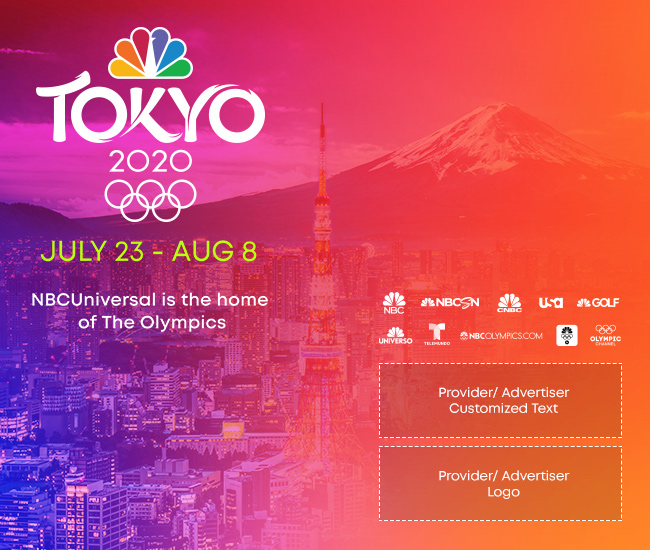 TOKYO
2020
JULY 23 - AUG 8
NBCUniversal is the home
of The Olympics
NBC NBCSN CNBC USA GOLF
UNIVERSO TELEMUNDO NBCOLYMPICS.COM OLYMPIC
CHANNEL
Provider/ Advertiser
Customized Text
Provider/ Advertiser
Logo